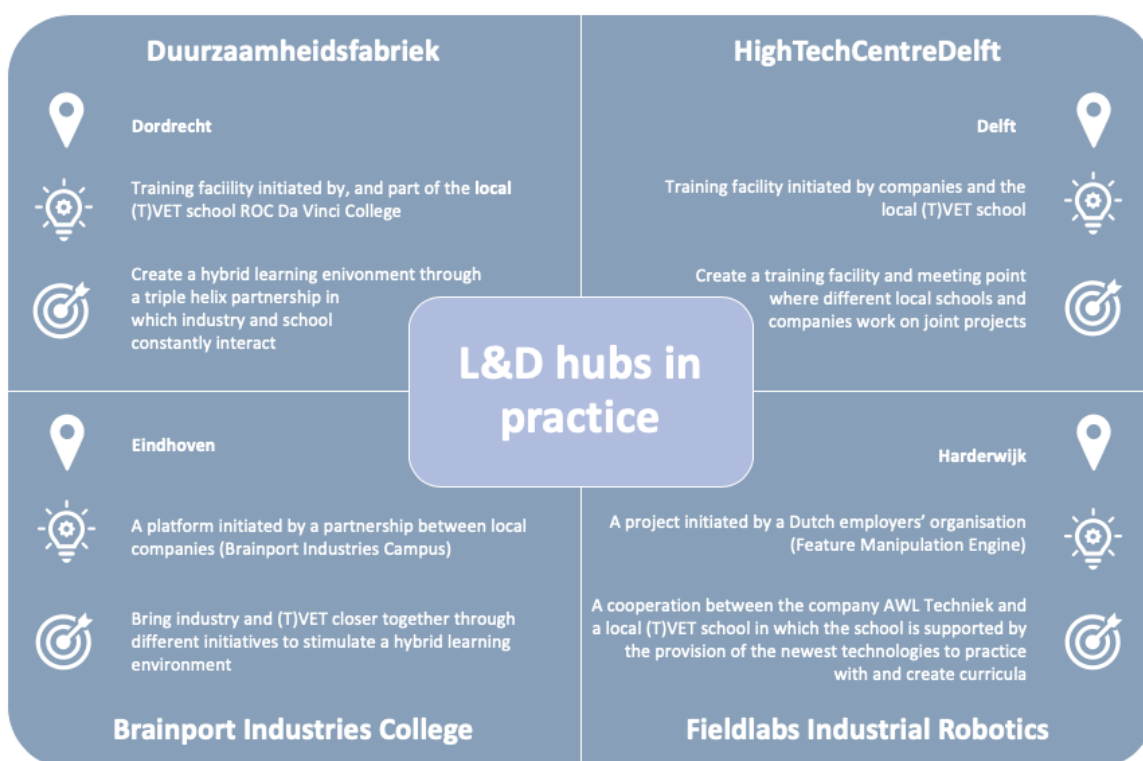 Duurzaamheidsfabriek
Dordrecht
Training faciility initiated by, and part of the local
(T)VET school ROC Da Vinci College
Create a hybrid learning enivonment through
a triple helix partnership in
which industry and school
constantly interact
HighTechCentreDelft
Delft
Training facility initiated by companies and the
local (T)VET school
Create a training facility and meeting point
where different local schools and
companies work on joint projects
L&D hubs in
practice
Eindhoven
A platform initiated by a partnership between local
companies (Brainport Industries Campus)
Bring industry and (T)VET closer together through
different initiatives to stimulate a hybrid learning
environment
Brainport Industries College
Harderwijk
A project initiated by a Dutch employers’ organisation
(Feature Manipulation Engine)
A cooperation between the company AWL Techniek and
a local (T)VET school in which the school is supported by
the provision of the newest technologies to practice
with and create curricula
Fieldlabs Industrial Robotics